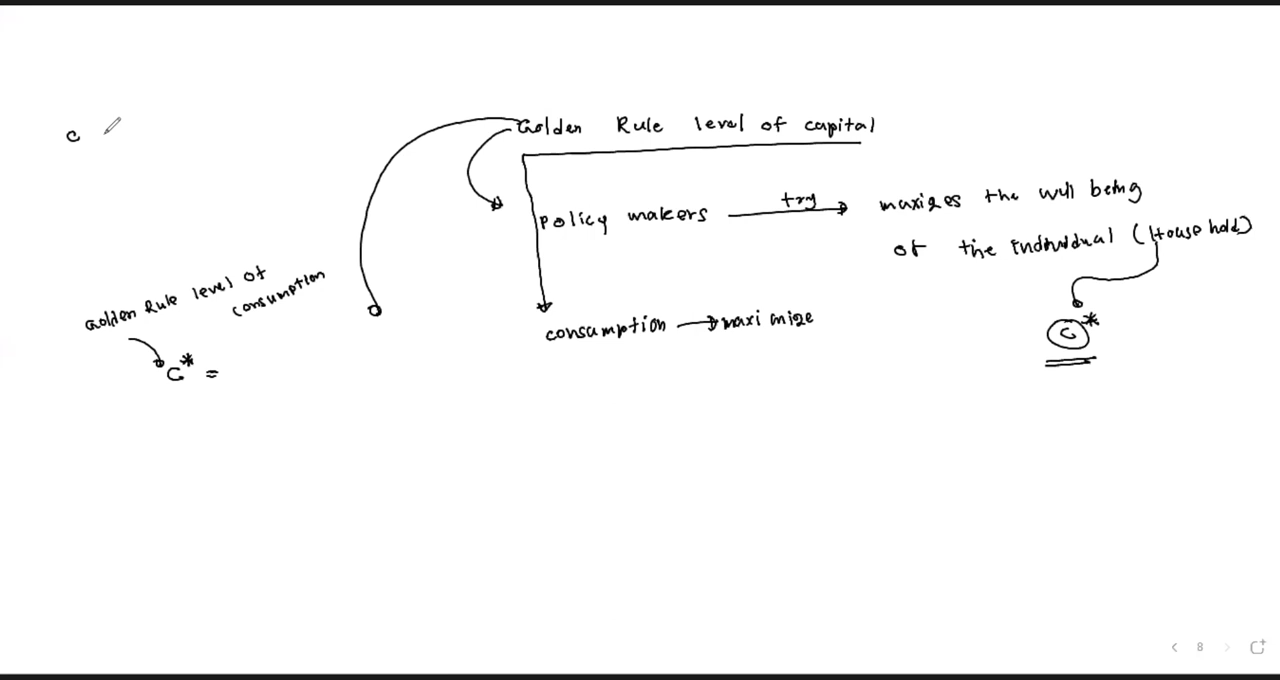 c
Golden Rule level of capital
Policy makers try maxizes the well being
of the individual (House hold)
Golden Rule level of
consumption
consumption maximize
C*
C* =
8